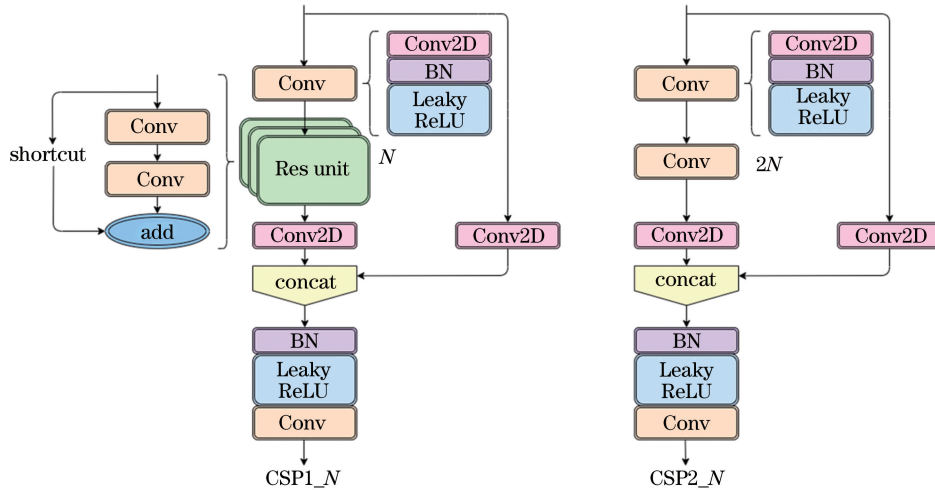 Conv
Conv2D
BN
Leaky
ReLU
shortcut
Conv
Conv
add
Res unit
N
Conv2D
Conv2D
concat
BN
Leaky
ReLU
Conv
CSP1_N
Conv
Conv2D
BN
Leaky
ReLU
Conv
2N
Conv2D
Conv2D
concat
BN
Leaky
ReLU
Conv
CSP2_N